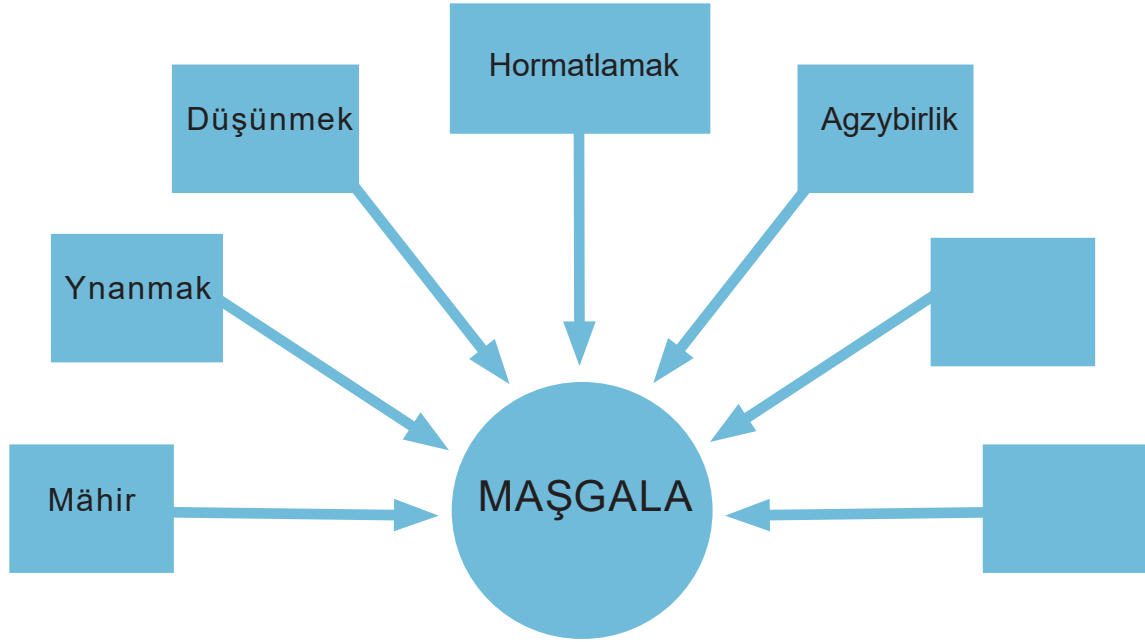 Hormatlamak
Düşünmek
Agzybirlik
Ynanmak
Mähir
MAŞGALA